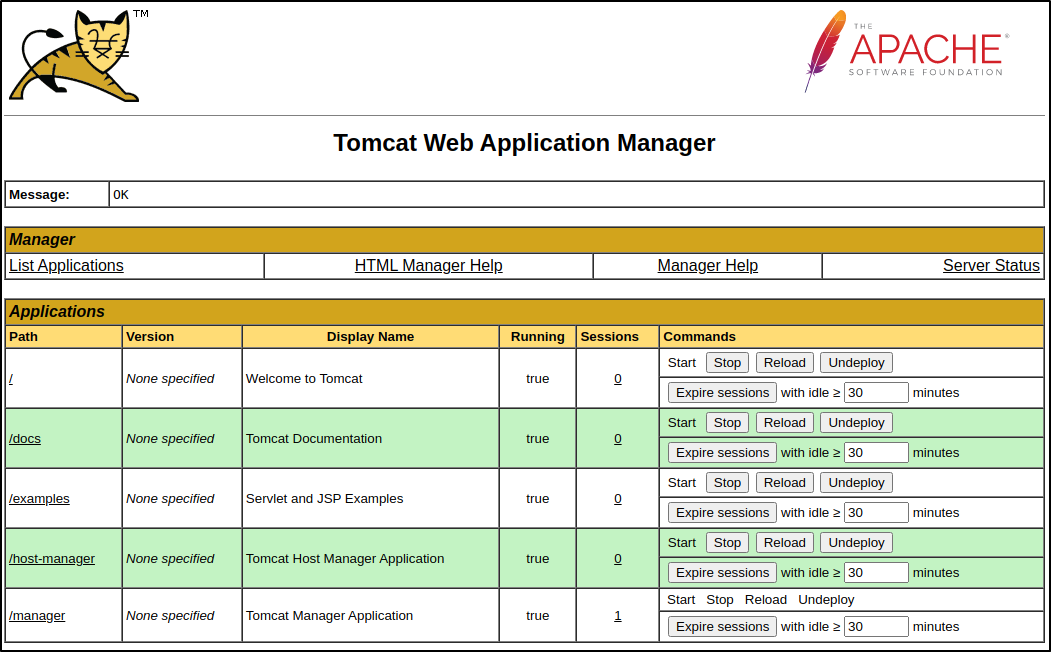 TM
THE
APACHE®
SOFTWARE FOUNDATION
Tomcat Web Application Manager
Message: OK
Manager
List Applications HTML Manager Help Manager Help Server Status
Applications
Path Version Display Name Running Sessions Commands
/ None specified Welcome to Tomcat true 0 Start Stop Reload Undeploy
Expire sessions with idle ≥ 30 minutes
/docs None specified Tomcat Documentation true 0 Start Stop Reload Undeploy
Expire sessions with idle ≥ 30 minutes
/examples None specified Servlet and JSP Examples true 0 Start Stop Reload Undeploy
Expire sessions with idle ≥ 30 minutes
/host-manager None specified Tomcat Host Manager Application true 0 Start Stop Reload Undeploy
Expire sessions with idle ≥ 30 minutes
/manager None specified Tomcat Manager Application true 1 Start Stop Reload Undeploy
Expire sessions with idle ≥ 30 minutes